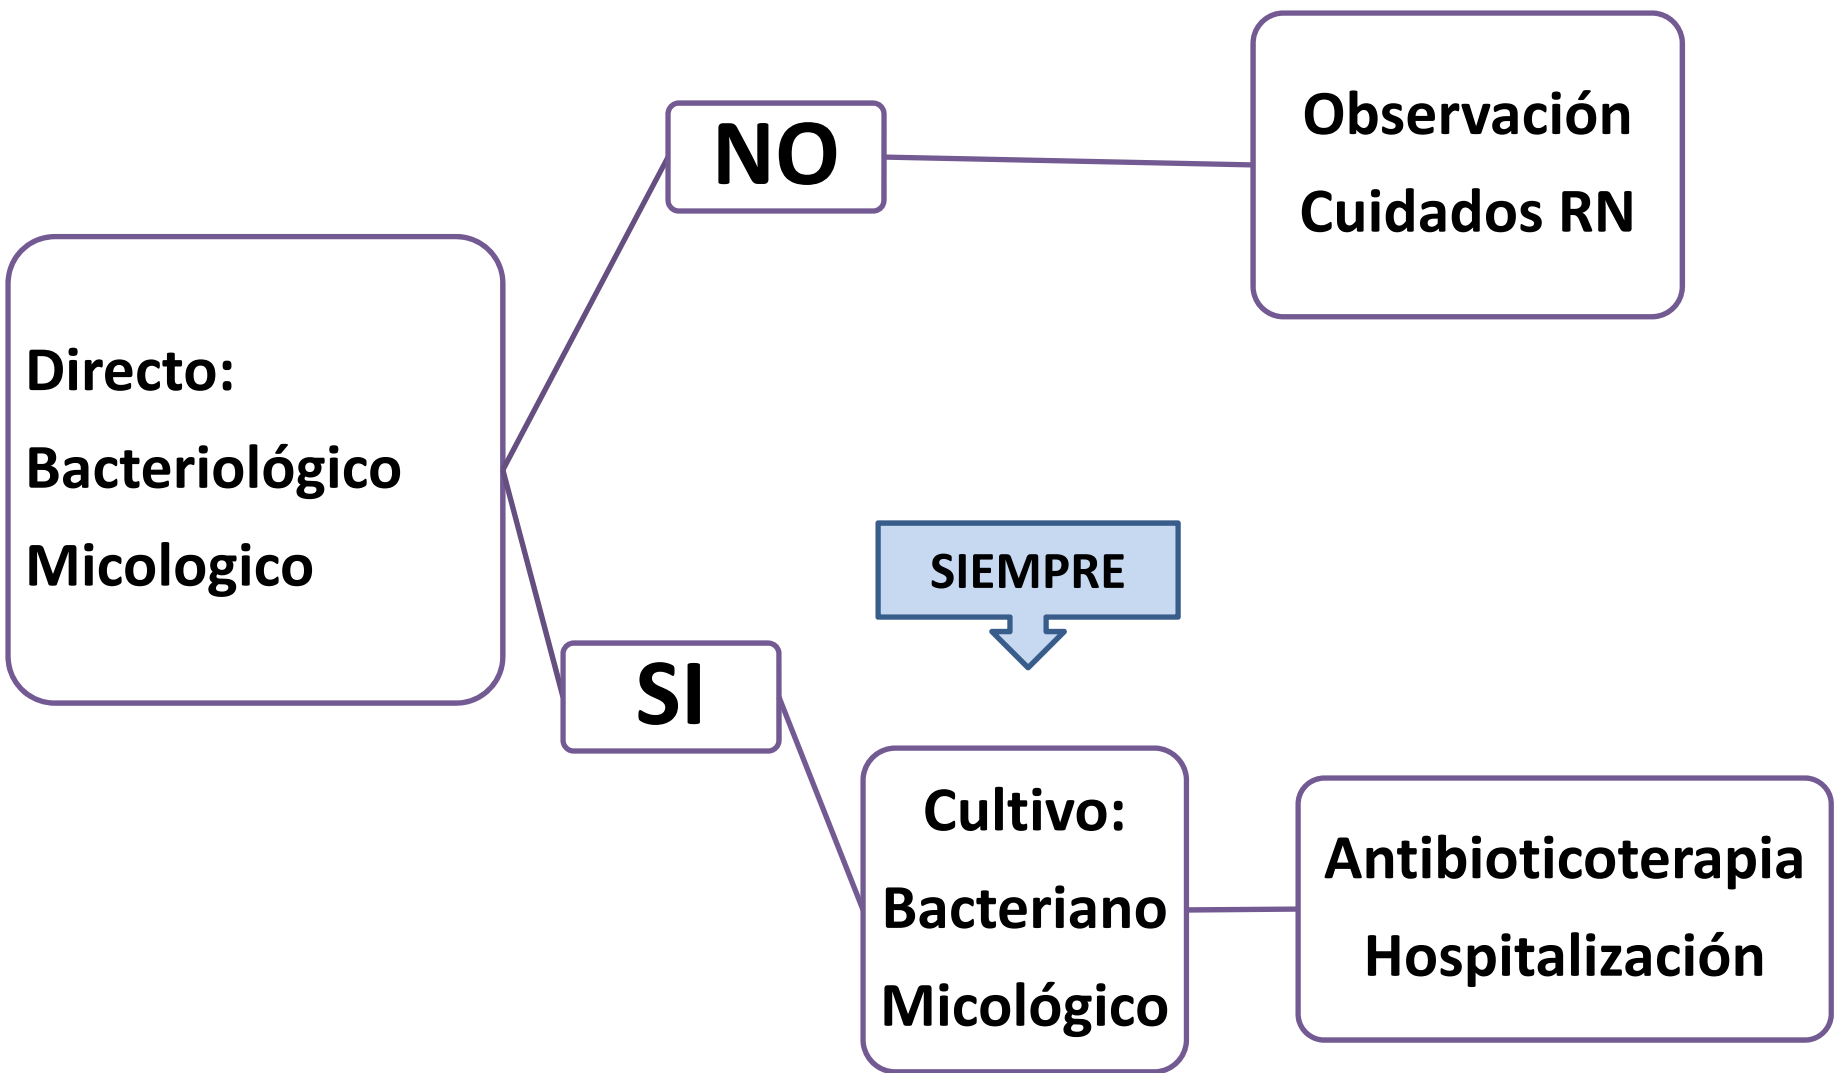 Directo:
Bacteriológico
Micologico
NO
Observación
Cuidados RN
SI
SIEMPRE
Cultivo:
Bacteriano
Micológico
Antibioticoterapia
Hospitalización